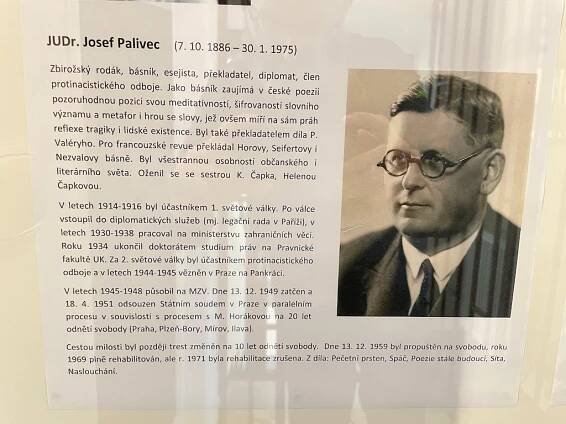 JUDr. Josef Palivec (7. 10. 1886 – 30. 1. 1975)
Zbirožský rodák, básník, esejista, překladatel, diplomat, člen
protinacistického odboje. Jako básník zaujímá v české poezii
pozoruhodnou pozici svou meditativností, šifrovaností slovního
významu a metafor i hrou se slovy, jež ovšem míří na sám práh
reflexe tragiky i lidské existence. Byl také překladatelem díla P.
Valéryho. Pro francouzské revue překládal Horovy, Seifertovy i
Nezvalovy básně. Byl všestrannou osobností občanského i
literárního světa. Oženil se se sestrou K. Čapka, Helenou
Čapkovou.
V letech 1914-1916 byl účastníkem 1. světové války. Po válce
vstoupil do diplomatických služeb (mj. legační rada v Paříži), v
letech 1930-1938 pracoval na ministerstvu zahraničních věcí.
Roku 1934 ukončil doktorátem studium práv na Pravnické
fakultě UK. Za 2. světové války byl účastníkem protinacistického
odboje a v letech 1944-1945 vězněn v Praze na Pankráci.
V letech 1945-1948 působil na MZV. Dne 13. 12. 1949 zatčen a
18. 4. 1951 odsouzen Státním soudem v Praze v paralelním
procesu v souvislosti s procesem s M. Horákovou na 20 let
odnětí svobody (Praha, Plzeň-Bory, Mírov, Ilava).
Cestou milosti byl později trest změněn na 10 let odnětí svobody. Dne 13. 12. 1959 byl propuštěn na svobodu, roku
1969 plně rehabilitován, ale r. 1971 byla rehabilitace zrušena. Z díla: Pečetní prsten, Spáč, Poezie stále budoucí, Síta,
Naslouchání.